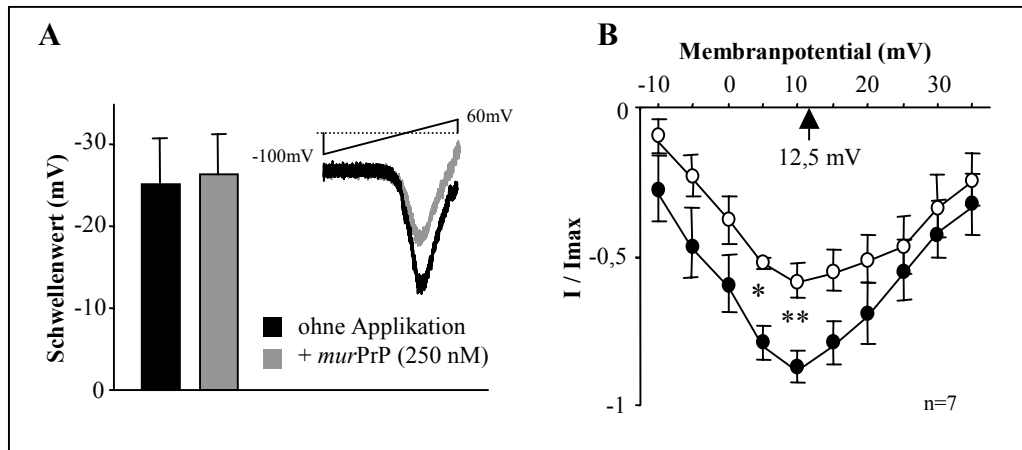 A
Schwellenwert (mV)
-30
-20
-10
0
60mV
-100mV
ohne Applikation
+ murPrP (250 nM)
B
Membranpotential (mV)
-10 0 10 20 30
0
12,5 mV
I / Imax
-0,5
*
**
-1
n=7